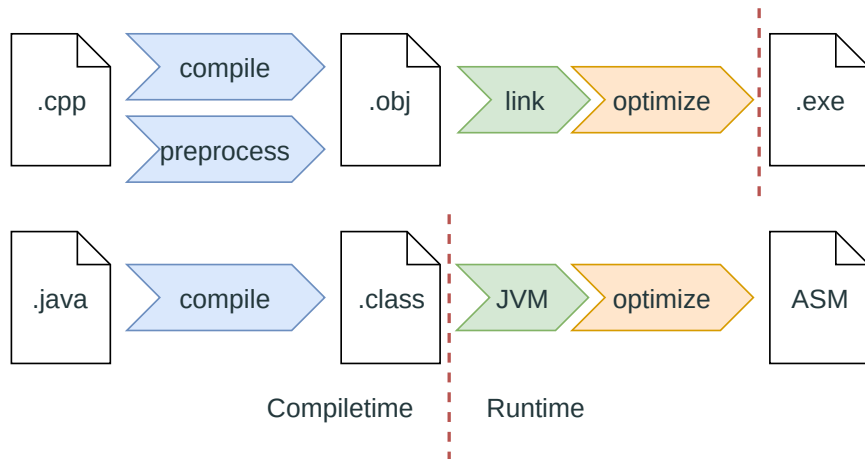 .cpp
compile
preprocess
.obj
link
optimize
.exe
.java
compile
.class
JVM
optimize
ASM
Compiletime
Runtime